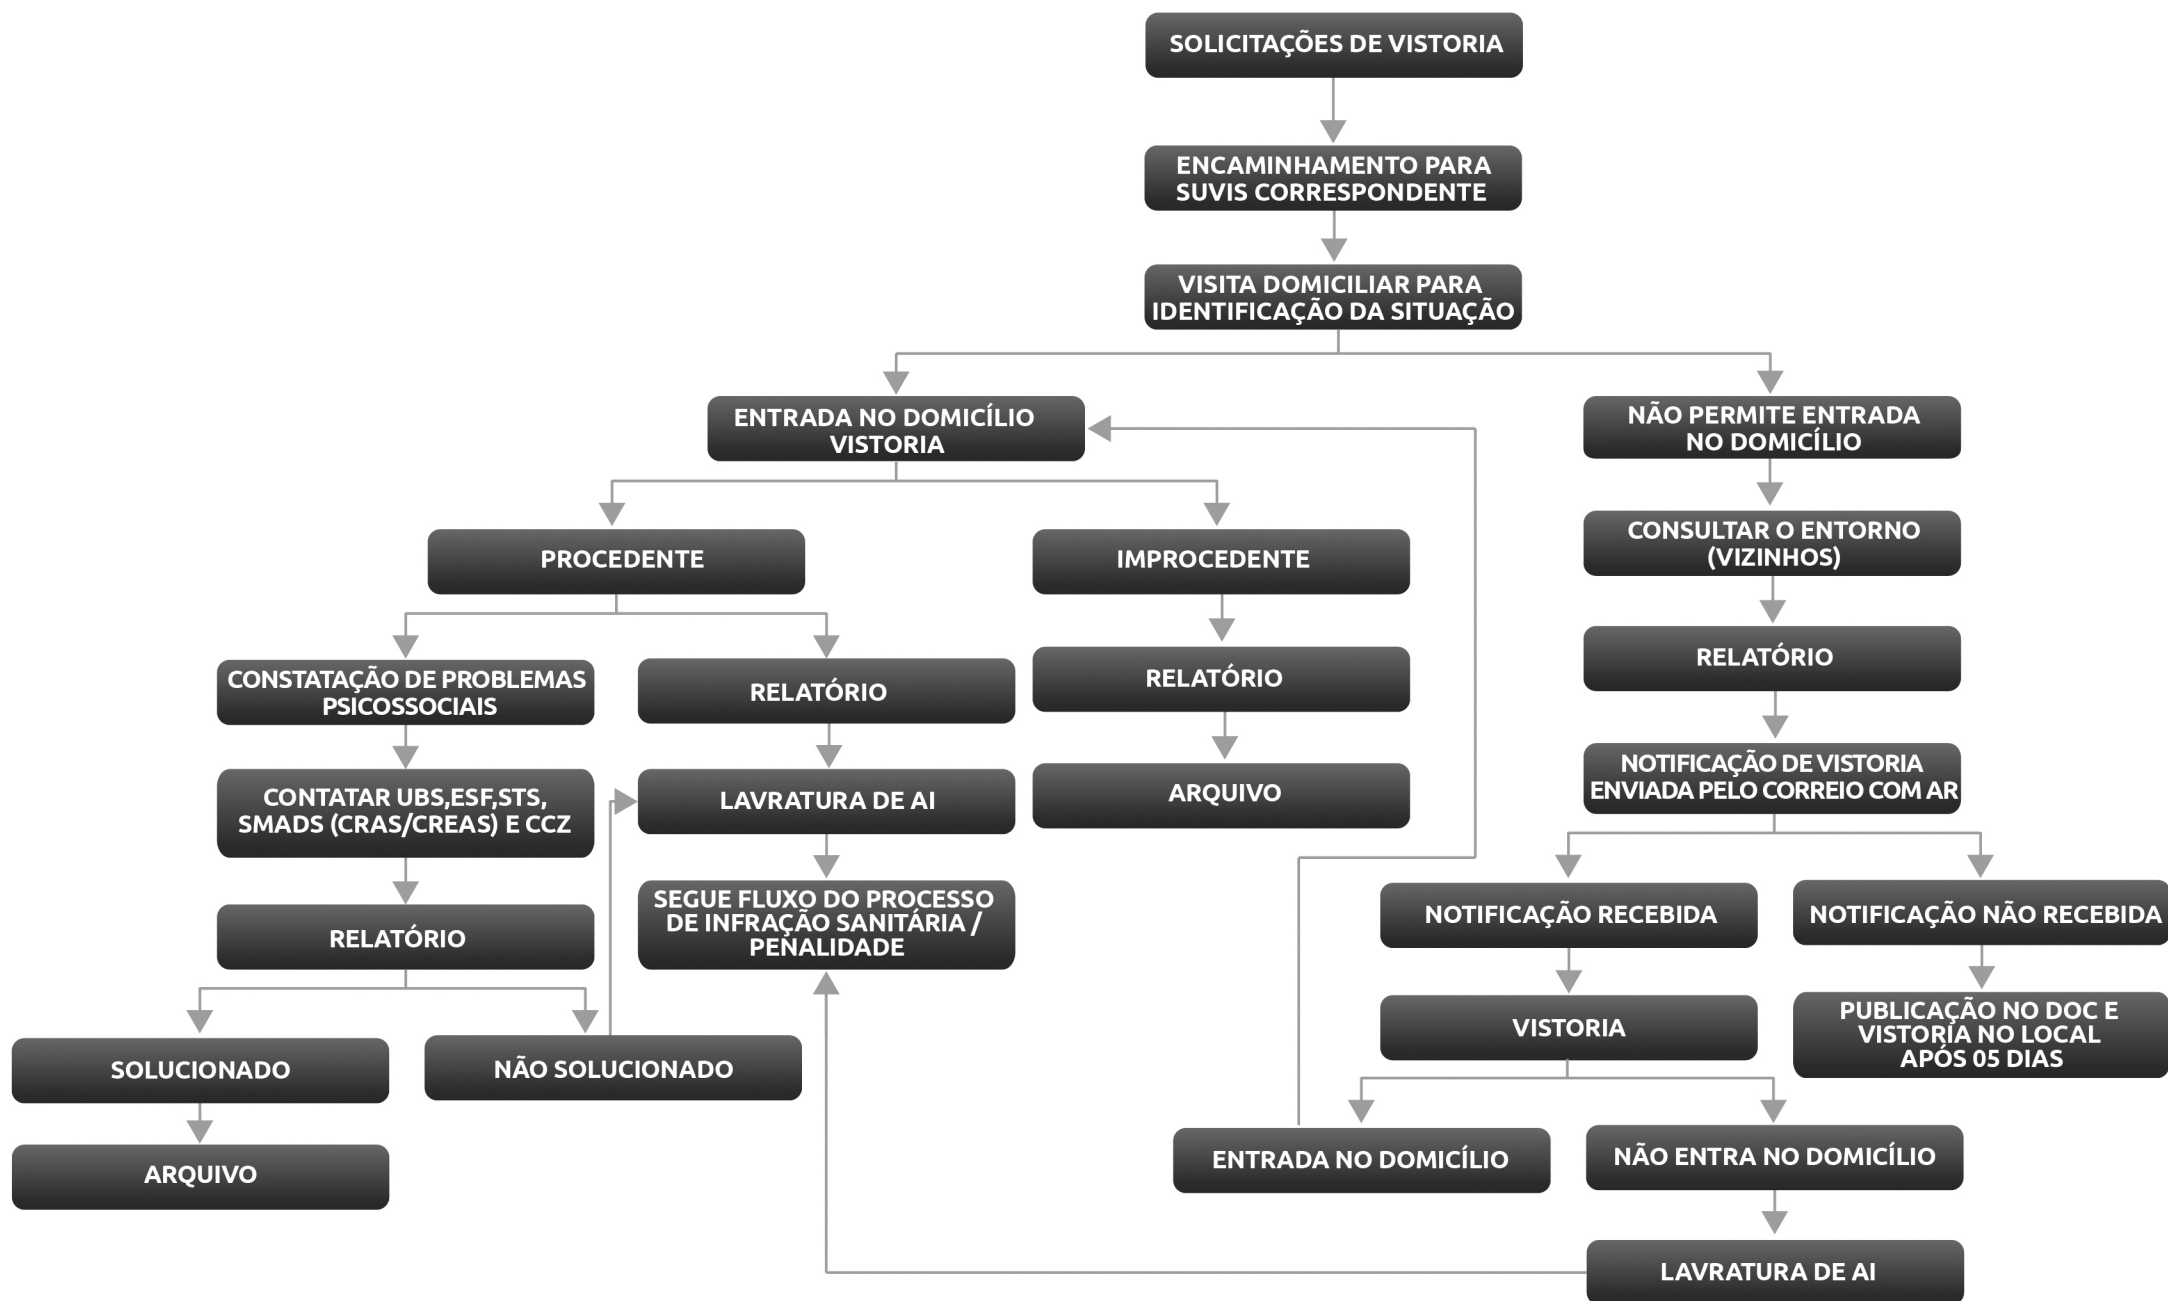 SOLICITAÇÕES DE VISTORIA
ENCAMINHAMENTO PARA
SUVIS CORRESPONDENTE
VISITA DOMICILIAR PARA
IDENTIFICAÇÃO DA SITUAÇÃO
ENTRADA NO DOMICÍLIO
VISTORIA
NÃO PERMITE ENTRADA
NO DOMICÍLIO
PROCEDENTE
IMPROCEDENTE
CONSULTAR O ENTORNO
(VIZINHOS)
CONSTATAÇÃO DE PROBLEMAS
PSICOSSOCIAIS
RELATÓRIO
RELATÓRIO
RELATÓRIO
CONTATAR UBS,ESF,STS,
SMADS (CRAS/CREAS) E CCZ
LAVRATURA DE AI
ARQUIVO
NOTIFICAÇÃO DE VISTORIA
ENVIADA PELO CORREIO COM AR
RELATÓRIO
SEGUE FLUXO DO PROCESSO
DE INFRAÇÃO SANITÁRIA /
PENALIDADE
NOTIFICAÇÃO RECEBIDA
NOTIFICAÇÃO NÃO RECEBIDA
SOLUCIONADO
NÃO SOLUCIONADO
VISTORIA
PUBLICAÇÃO NO DOC E
VISTORIA NO LOCAL
APÓS 05 DIAS
ARQUIVO
ENTRADA NO DOMICÍLIO
NÃO ENTRA NO DOMICÍLIO
LAVRATURA DE AI